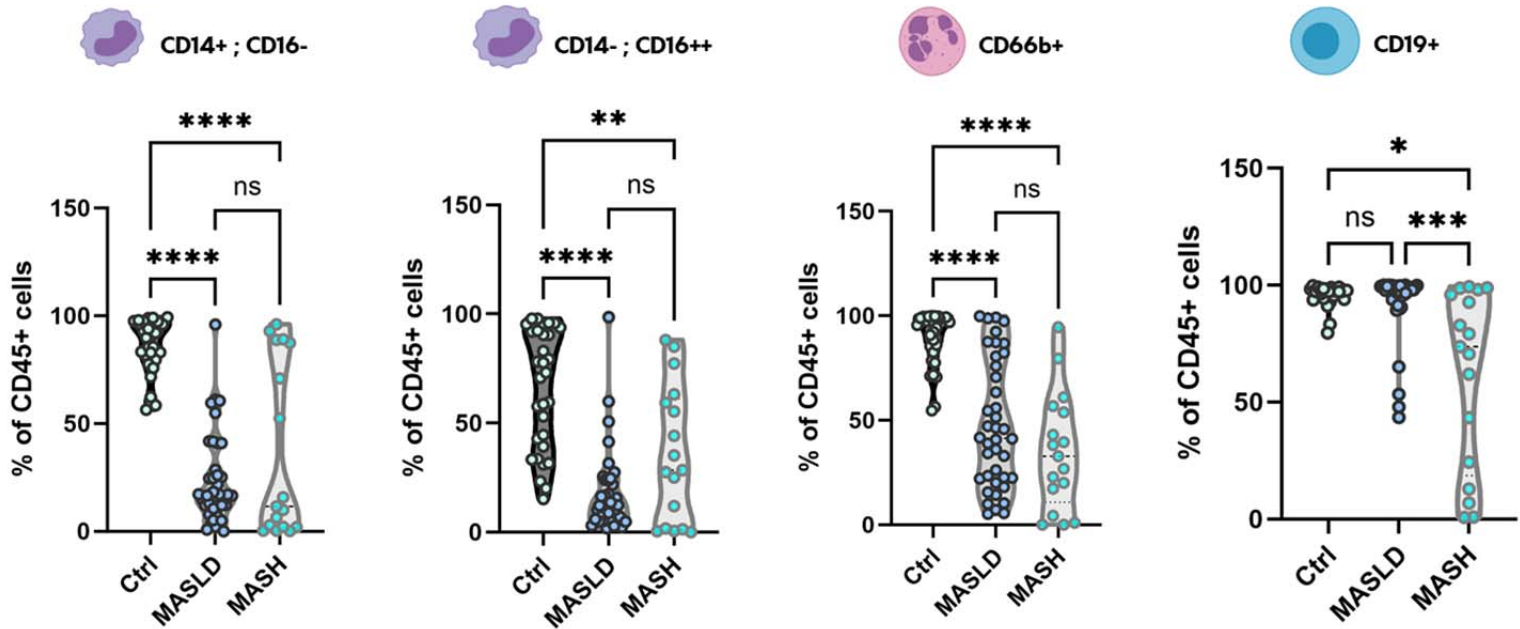 CD14+ ; CD16-
CD14- ; CD16++
CD66b+
CD19+
% of CD45+ cells
150
100
50
0
****
ns
****
Ctrl
MASLD
MASH
% of CD45+ cells
150
100
50
0
**
ns
****
Ctrl
MASLD
MASH
% of CD45+ cells
150
100
50
0
****
ns
****
Ctrl
MASLD
MASH
% of CD45+ cells
150
100
50
0
*
ns
***
Ctrl
MASLD
MASH